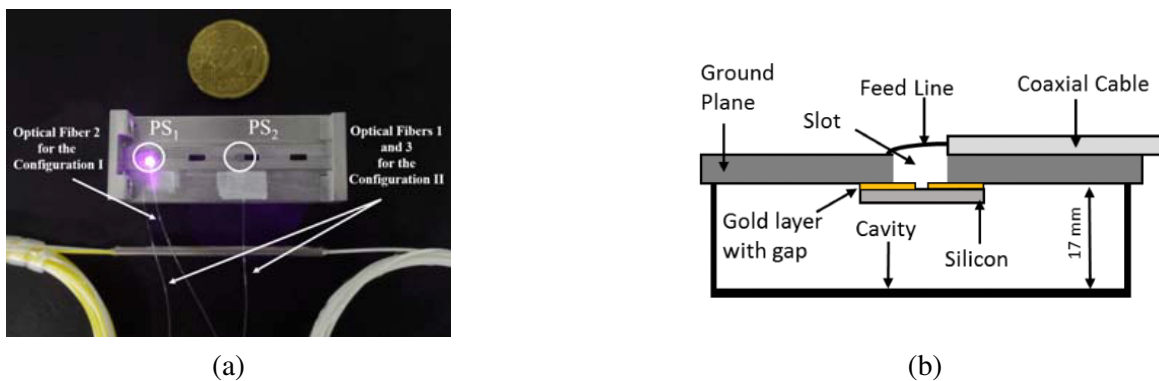 Optical Fiber 2
for the
Configuration I
PS1
PS2
Optical Fibers 1
and 3
for the
Configuration II
(a)
Ground
Plane
Feed Line
Coaxial Cable
Slot
Gold layer
with gap
Cavity
Silicon
17 mm
(b)